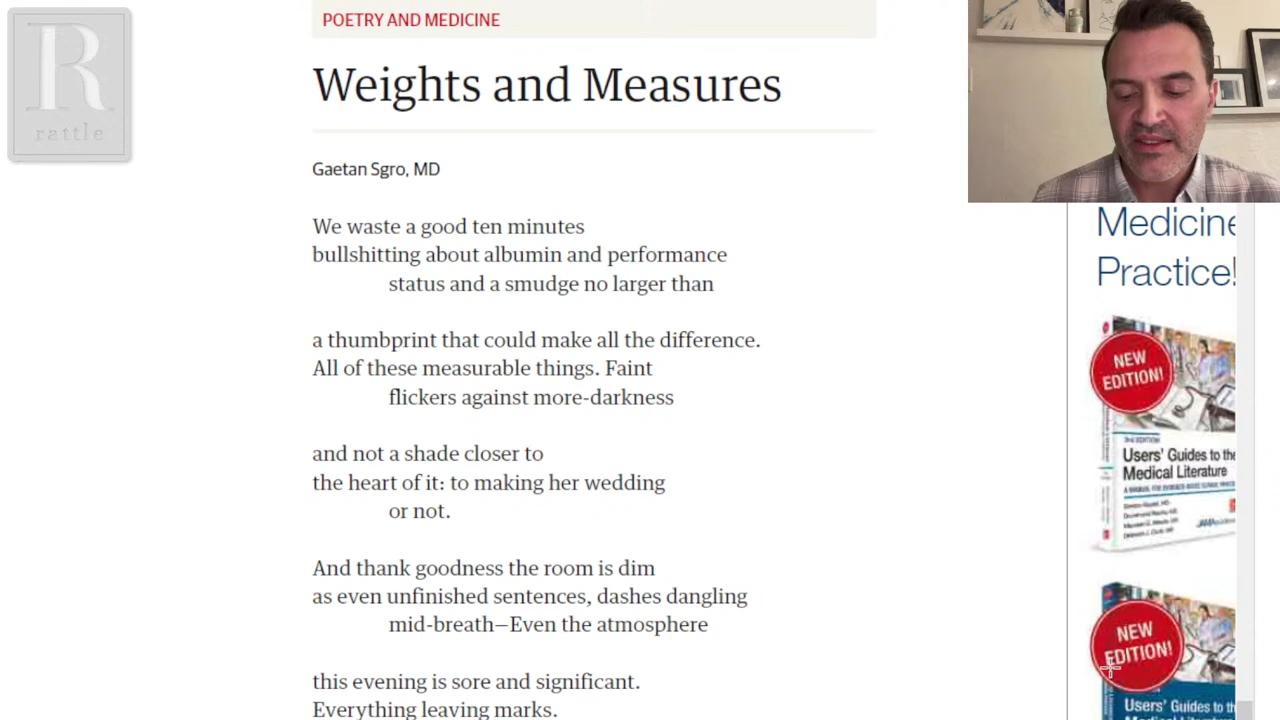 R
rattle
POETRY AND MEDICINE
Weights and Measures
Gaetan Sgro, MD
We waste a good ten minutes
bullshitting about albumin and performance
status and a smudge no larger than
a thumbprint that could make all the difference.
All of these measurable things. Faint
flickers against more-darkness
and not a shade closer to
the heart of it: to making her wedding
or not.
And thank goodness the room is dim
as even unfinished sentences, dashes dangling
mid-breath—Even the atmosphere
this evening is sore and significant.
Everything leaving marks.
Medicine
Practice!
NEW
EDITION!
3RD EDITION
Users' Guides to the
Medical Literature
NEW
EDITION!
Users' Guides to th